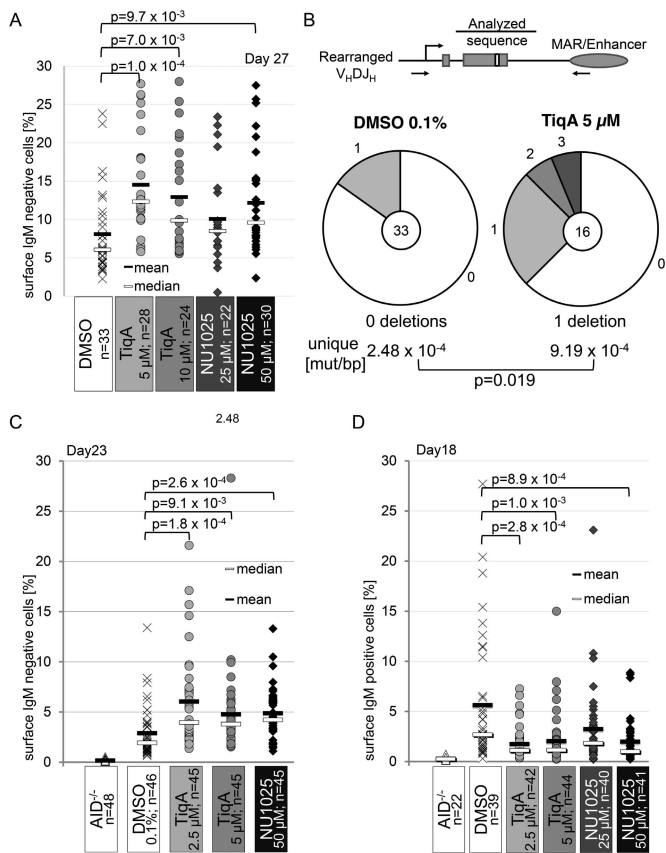 A
p=9.7 x 10⁻³
p=7.0 x 10⁻³
p=1.0 x 10⁻⁴
Day 27
surface IgM negative cells [%]
30
25
20
15
10
5
0
mean
median
DMSO
n=33
TiqA
5 µM; n=28
TiqA
10 µM; n=24
NU1025
25 µM; n=22
NU1025
50 µM; n=30
B
Analyzed
sequence
MAR/Enhancer
Rearranged
VHDJH
DMSO 0.1%
1
33
0
0 deletions
TiqA 5 µM
3
2
1
16
0
1 deletion
unique
[mut/bp]
2.48 x 10⁻⁴
9.19 x 10⁻⁴
p=0.019
2.48
C
Day23
p=2.6 x 10⁻⁴
p=9.1 x 10⁻³
p=1.8 x 10⁻⁴
surface IgM negative cells [%]
30
25
20
15
10
5
0
median
mean
AID⁻/⁻
n=48
DMSO
0.1%; n=46
TiqA
2.5 µM; n=45
TiqA
5 µM; n=45
NU1025
50 µM; n=45
D
Day18
p=8.9 x 10⁻⁴
p=1.0 x 10⁻³
p=2.8 x 10⁻⁴
surface IgM positive cells [%]
30
25
20
15
10
5
0
mean
median
AID⁻/⁻
n=22
DMSO
n=39
TiqA
2.5 µM; n=42
TiqA
5 µM; n=44
NU1025
25 µM; n=40
NU1025
50 µM; n=41